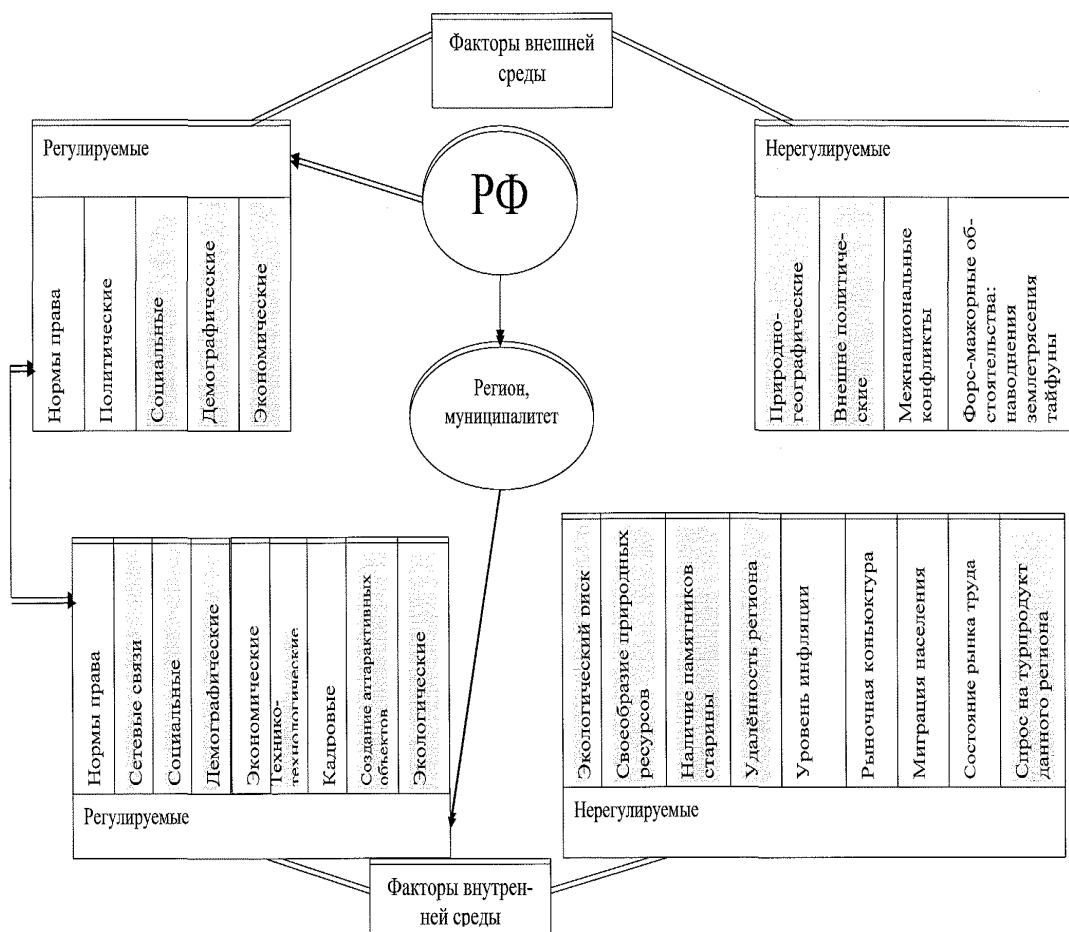 Факторы внешней
среды
Регулируемые
Нормы права
Политические
Социальные
Демографические
Экономические
РФ
Нерегулируемые
Природно-
географические
Внешне политиче-
ские
Межнациональные
конфликты
Форс-мажорные об-
стоятельства:
наводнения
землетрясения
тайфуны
Регион,
муниципалитет
Нормы права
Сетевые связи
Социальные
Демографические
Экономические
Технико-
технологические
Кадровые
Создание аттарактивных
объектов
Экологические
Регулируемые
Экологический риск
Своеобразие природных
ресурсов
Наличие памятников
старины
Удалённость региона
Уровень инфляции
Рыночная коньюктура
Миграция населения
Состояние рынка труда
Спрос на турпродукт
данного региона
Нерегулируемые
Факторы внутрен-
ней среды